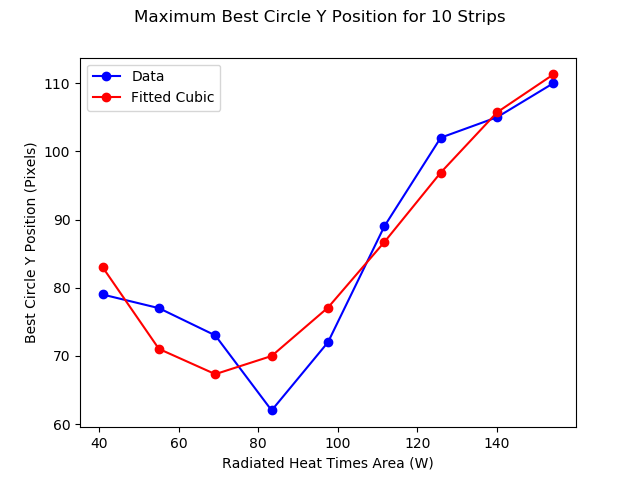 Maximum Best Circle Y Position for 10 Strips
Data
Fitted Cubic
110
100
90
80
70
60
Best Circle Y Position (Pixels)
40 60 80 100 120 140
Radiated Heat Times Area (W)